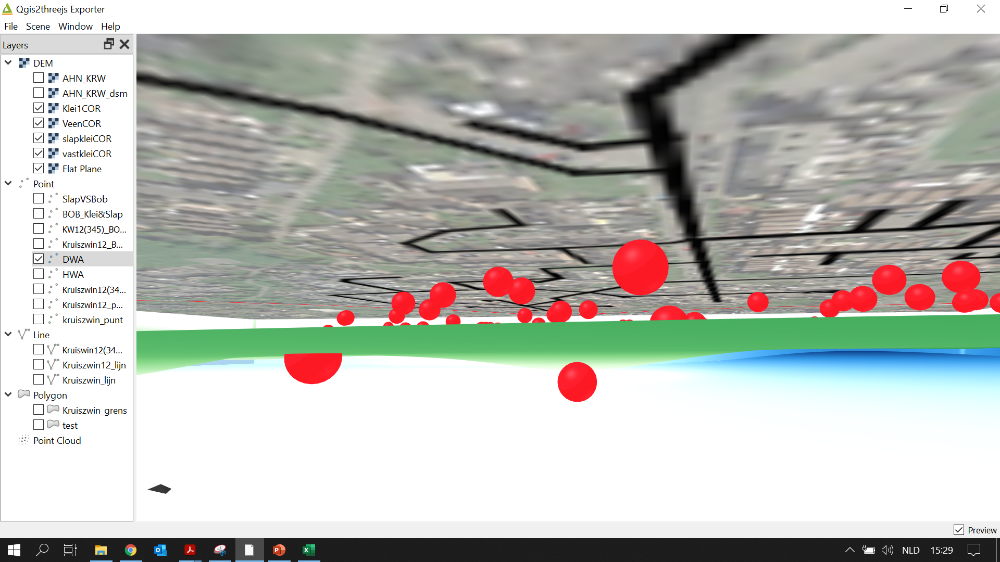 Qgis2threejs Exporter
File Scene Window Help
Layers
DEM
AHN_KRW
AHN_KRW_dsm
Klei1COR
VeenCOR
slapkleiCOR
vastkleiCOR
Flat Plane
Point
SlapVSBob
BOB_Klei&Slap
KW12(345)_BO...
Kruiszwin12_B...
DWA
HWA
Kruiszwin12(34...
Kruiszwin12_p...
kruiszwin_punt
Line
Kruiswin12(34...
Kruiszwin12_lijn
Kruiszwin_lijn
Polygon
Kruiszwin_grens
test
Point Cloud
Preview
NLD 15:29